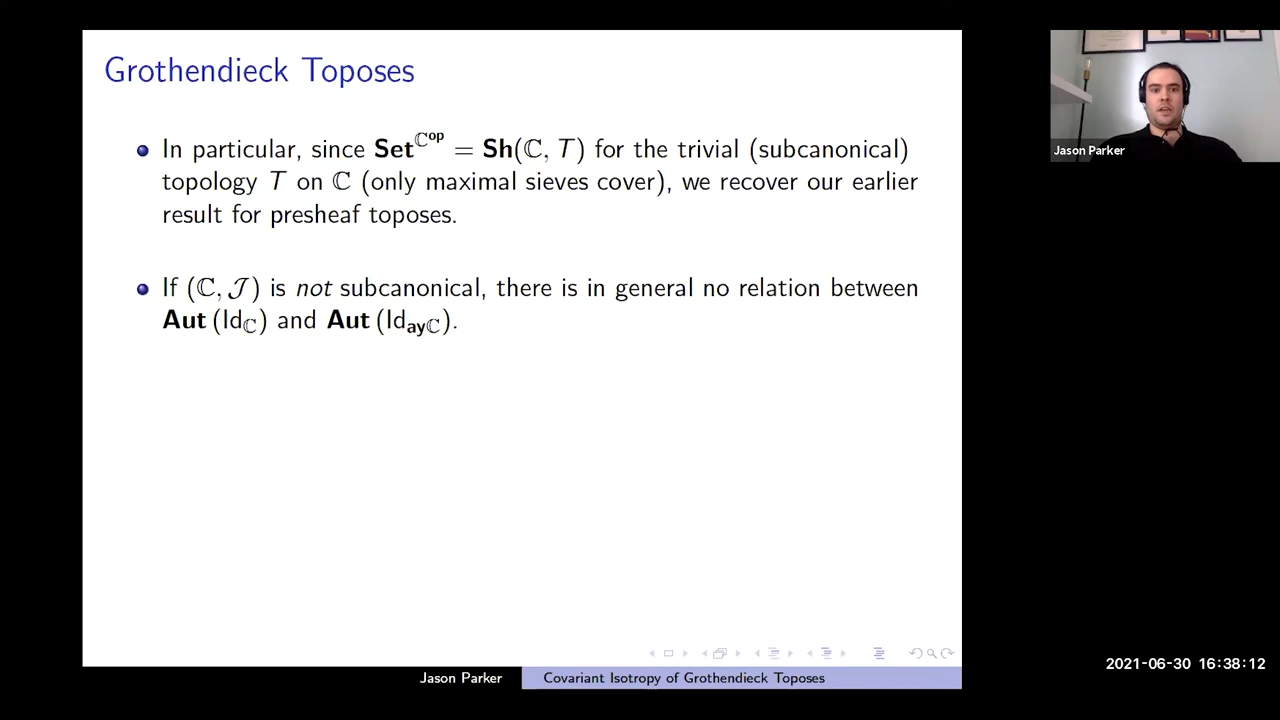 Grothendieck Toposes
In particular, since Set^ℂ^op = Sh(ℂ, T) for the trivial (subcanonical)
topology T on ℂ (only maximal sieves cover), we recover our earlier
result for presheaf toposes.
If (ℂ, 𝒥) is not subcanonical, there is in general no relation between
Aut (Id_ℂ) and Aut (Id_ayℂ).
Jason Parker
Covariant Isotropy of Grothendieck Toposes
Jason Parker
2021-06-30 16:38:12